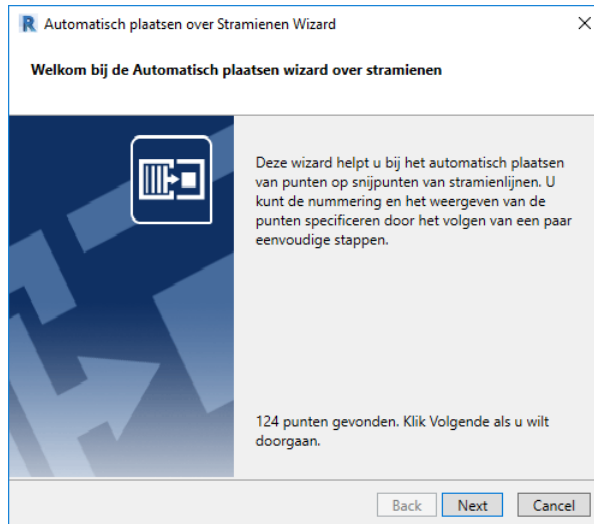 Automatisch plaatsen over Stramienen Wizard
Welkom bij de Automatisch plaatsen wizard over stramienen
Deze wizard helpt u bij het automatisch plaatsen
van punten op snijpunten van stramienlijnen. U
kunt de nummering en het weergeven van de
punten specificeren door het volgen van een paar
eenvoudige stappen.
124 punten gevonden. Klik Volgende als u wilt
doorgaan.
Back Next Cancel